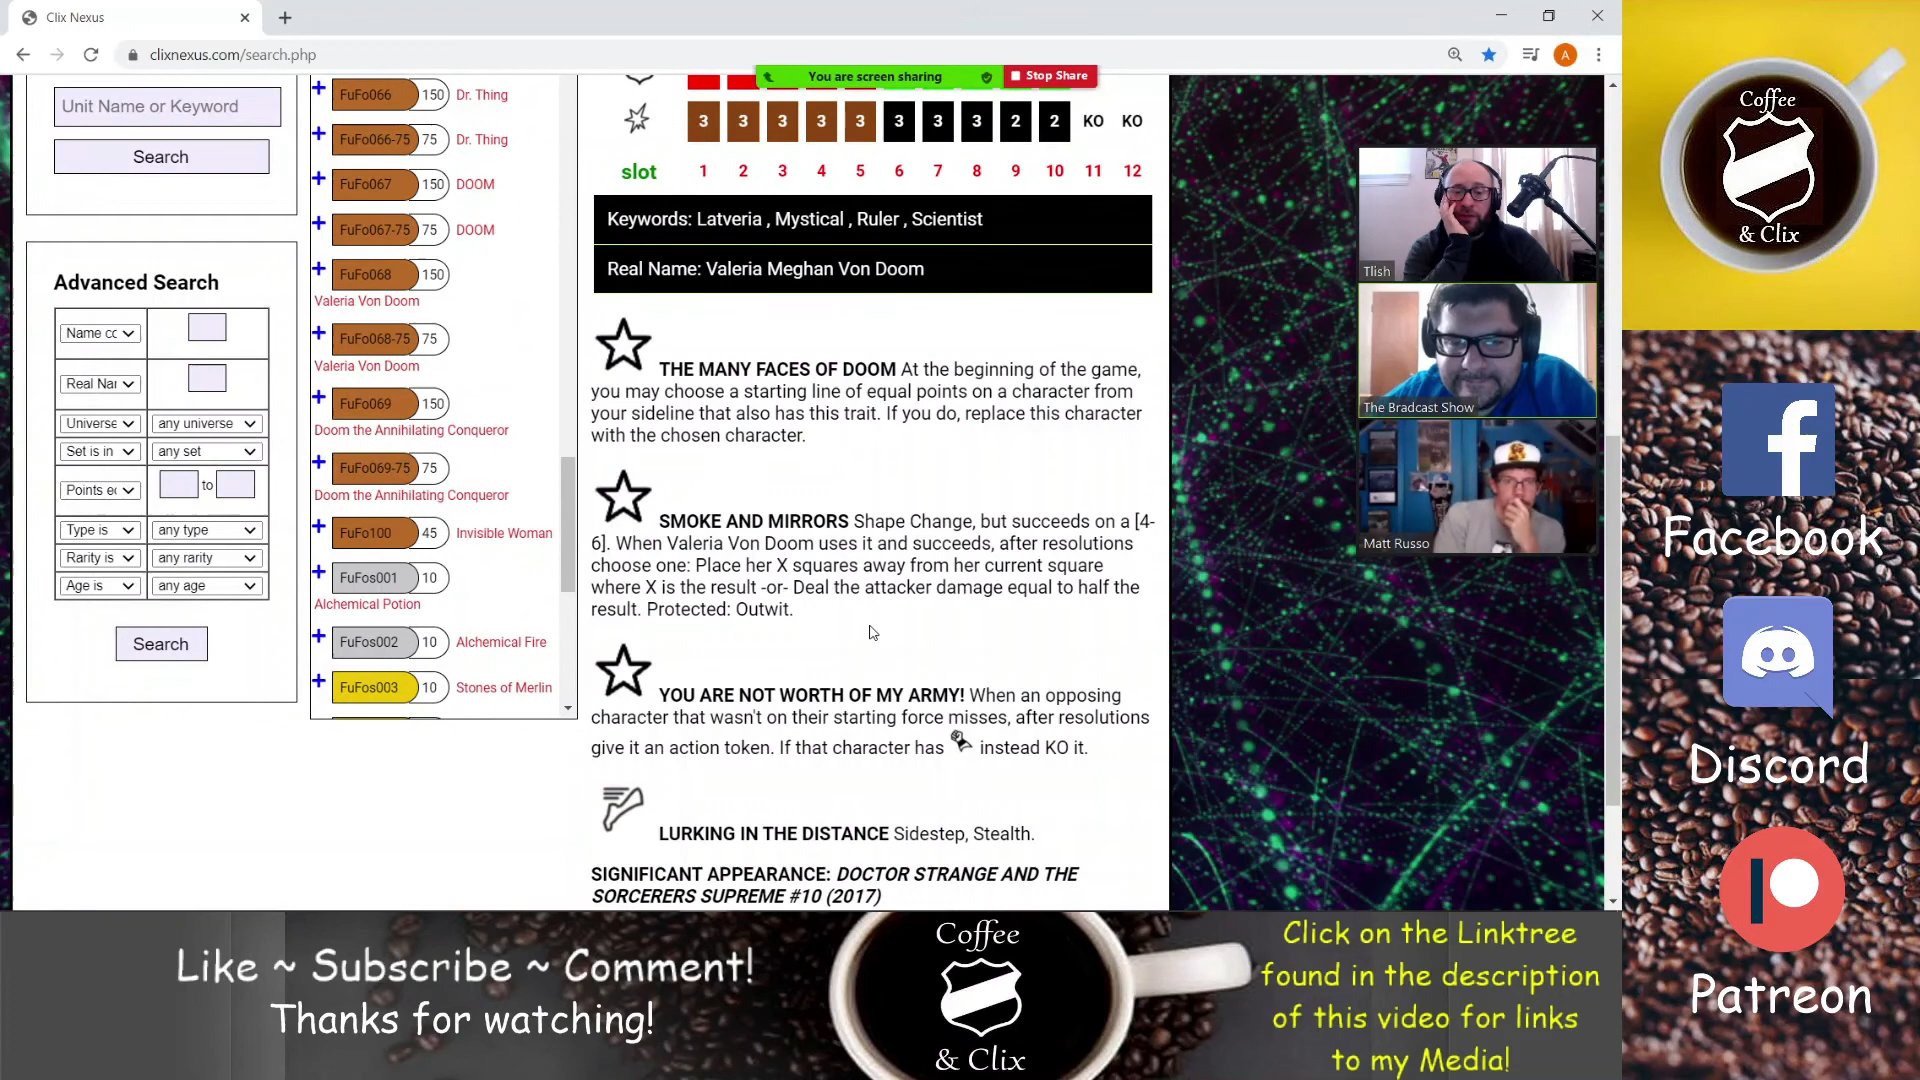 Clix Nexus
clixnexus.com/search.php
A
You are screen sharing
Stop Share
Unit Name or Keyword
Search
Advanced Search
Name cc
Real Nar
Universe any universe
Set is in any set
Points ec to
Type is any type
Rarity is any rarity
Age is any age
Search
FuFo066 150 Dr. Thing
FuFo066-75 75 Dr. Thing
FuFo067 150 DOOM
FuFo067-75 75 DOOM
FuFo068 150
Valeria Von Doom
FuFo068-75 75
Valeria Von Doom
FuFo069 150
Doom the Annihilating Conqueror
FuFo069-75 75
Doom the Annihilating Conqueror
FuFo100 45 Invisible Woman
FuFos001 10
Alchemical Potion
FuFos002 10 Alchemical Fire
FuFos003 10 Stones of Merlin
3 3 3 3 3 3 3 3 2 2 KO KO
slot 1 2 3 4 5 6 7 8 9 10 11 12
Keywords: Latveria , Mystical , Ruler , Scientist
Real Name: Valeria Meghan Von Doom
THE MANY FACES OF DOOM At the beginning of the game,
you may choose a starting line of equal points on a character from
your sideline that also has this trait. If you do, replace this character
with the chosen character.
SMOKE AND MIRRORS Shape Change, but succeeds on a [4-
6]. When Valeria Von Doom uses it and succeeds, after resolutions
choose one: Place her X squares away from her current square
where X is the result -or- Deal the attacker damage equal to half the
result. Protected: Outwit.
YOU ARE NOT WORTH OF MY ARMY! When an opposing
character that wasn't on their starting force misses, after resolutions
give it an action token. If that character has instead KO it.
LURKING IN THE DISTANCE Sidestep, Stealth.
SIGNIFICANT APPEARANCE: DOCTOR STRANGE AND THE
SORCERERS SUPREME #10 (2017)
Tlish
The Bradcast Show
Matt Russo
Coffee
& Clix
Facebook
Discord
Patreon
Like ~ Subscribe ~ Comment!
Thanks for watching!
Coffee
& Clix
Click on the Linktree
found in the description
of this video for links
to my Media!